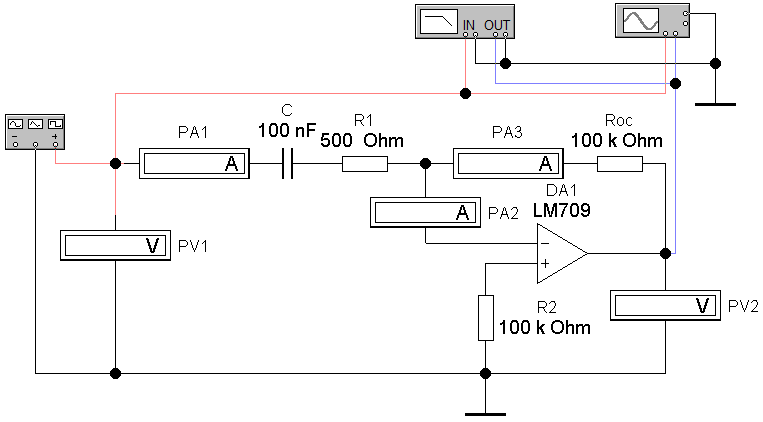 IN OUT
C
R1
Roc
PA1
100 nF
500 Ohm
PA3
100 k Ohm
A
A
DA1
A
PA2
LM709
V
PV1
−
+
R2
V
PV2
100 k Ohm
− +